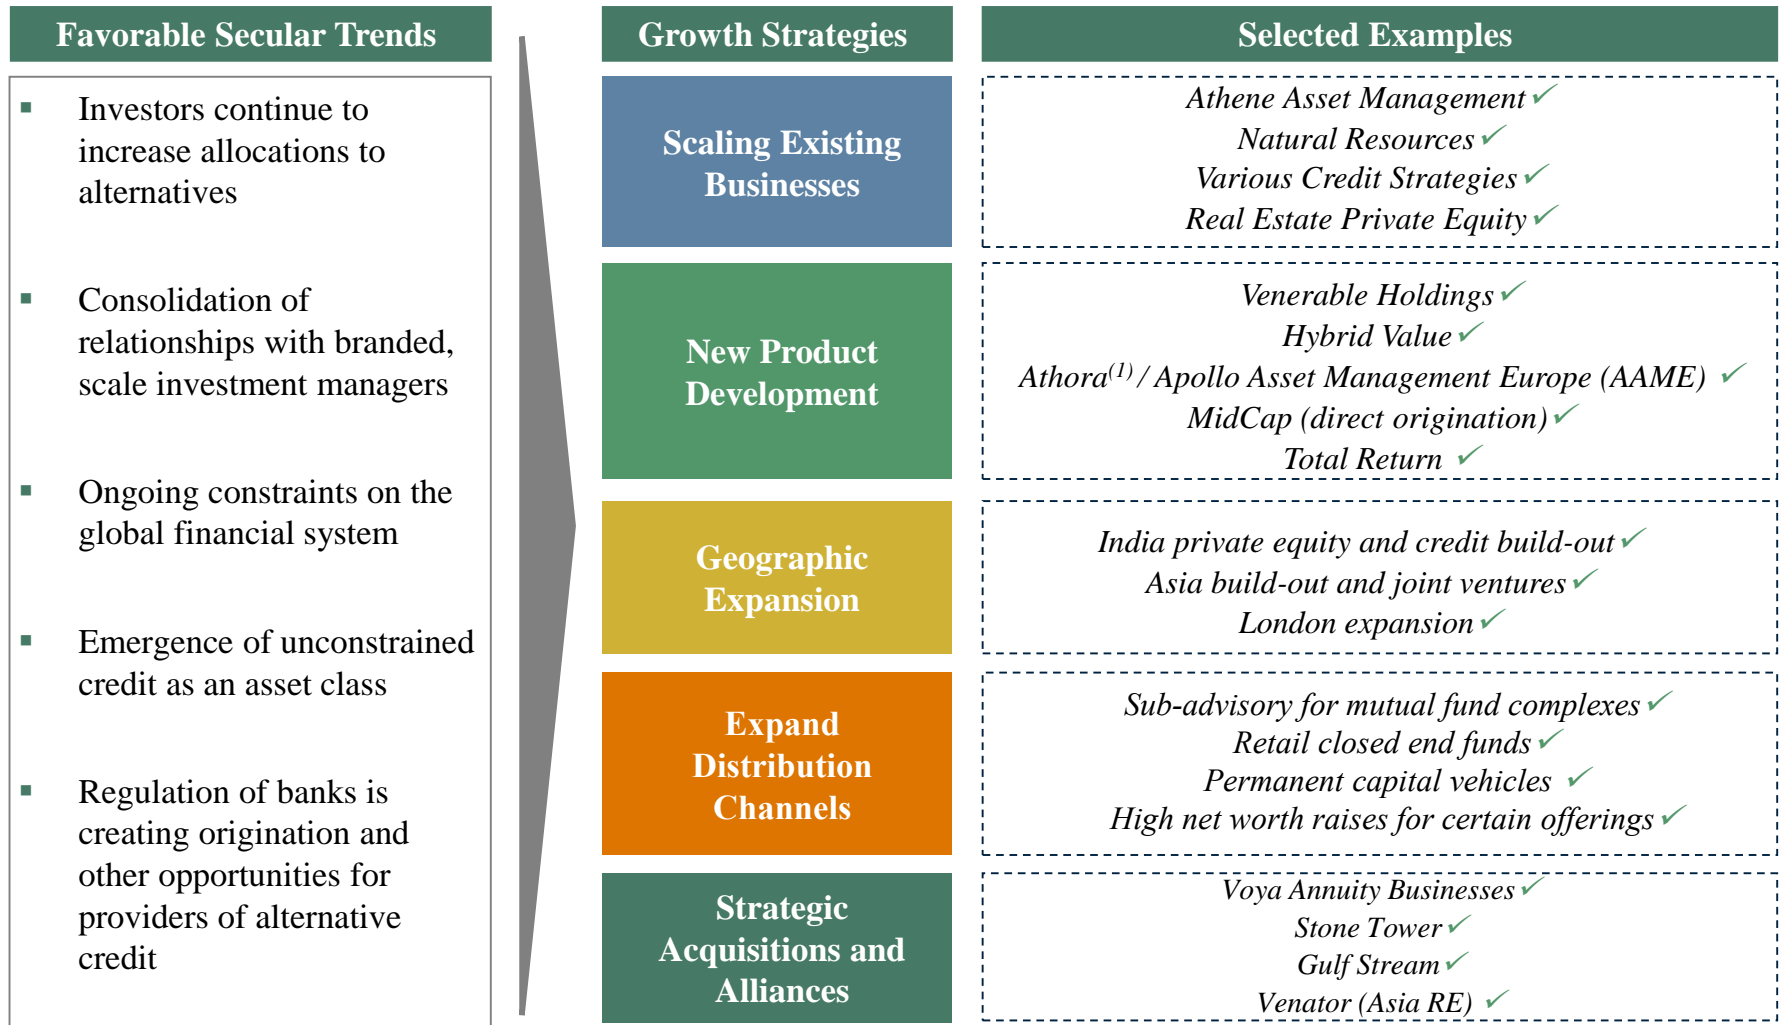 Favorable Secular Trends
▪ Investors continue to
increase allocations to
alternatives
▪ Consolidation of
relationships with branded,
scale investment managers
▪ Ongoing constraints on the
global financial system
▪ Emergence of unconstrained
credit as an asset class
▪ Regulation of banks is
creating origination and
other opportunities for
providers of alternative
credit
Growth Strategies
Selected Examples
Scaling Existing
Businesses
Athene Asset Management ✓
Natural Resources ✓
Various Credit Strategies ✓
Real Estate Private Equity ✓
New Product
Development
Venerable Holdings ✓
Hybrid Value ✓
Athora(1) / Apollo Asset Management Europe (AAME) ✓
MidCap (direct origination) ✓
Total Return ✓
Geographic
Expansion
India private equity and credit build-out ✓
Asia build-out and joint ventures ✓
London expansion ✓
Expand
Distribution
Channels
Sub-advisory for mutual fund complexes ✓
Retail closed end funds ✓
Permanent capital vehicles ✓
High net worth raises for certain offerings ✓
Strategic
Acquisitions and
Alliances
Voya Annuity Businesses ✓
Stone Tower ✓
Gulf Stream ✓
Venator (Asia RE) ✓